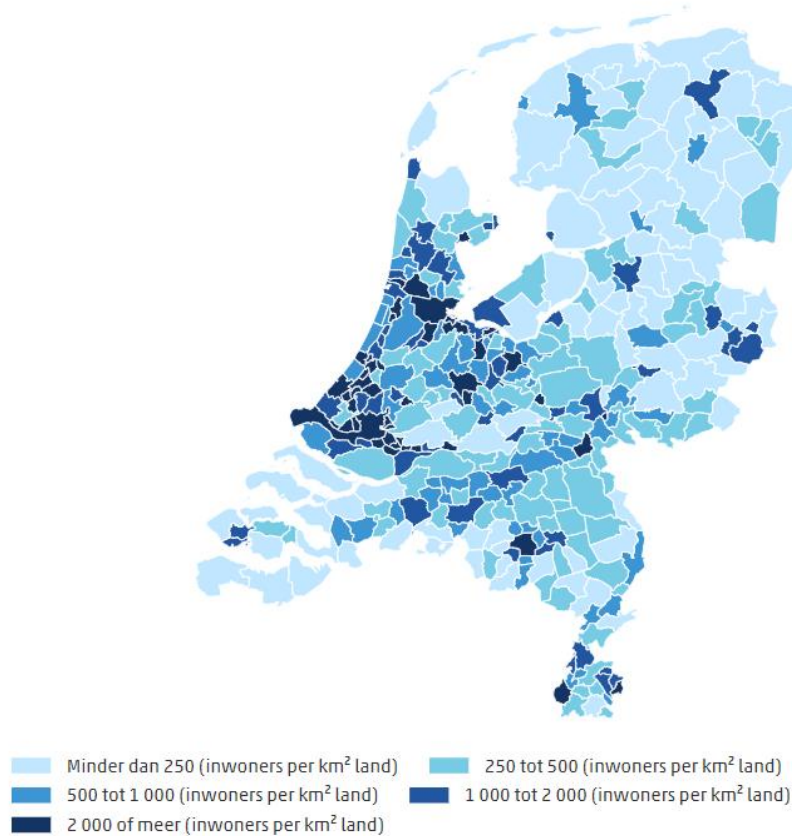 Minder dan 250 (inwoners per km² land) 250 tot 500 (inwoners per km² land)
500 tot 1 000 (inwoners per km² land) 1 000 tot 2 000 (inwoners per km² land)
2 000 of meer (inwoners per km² land)